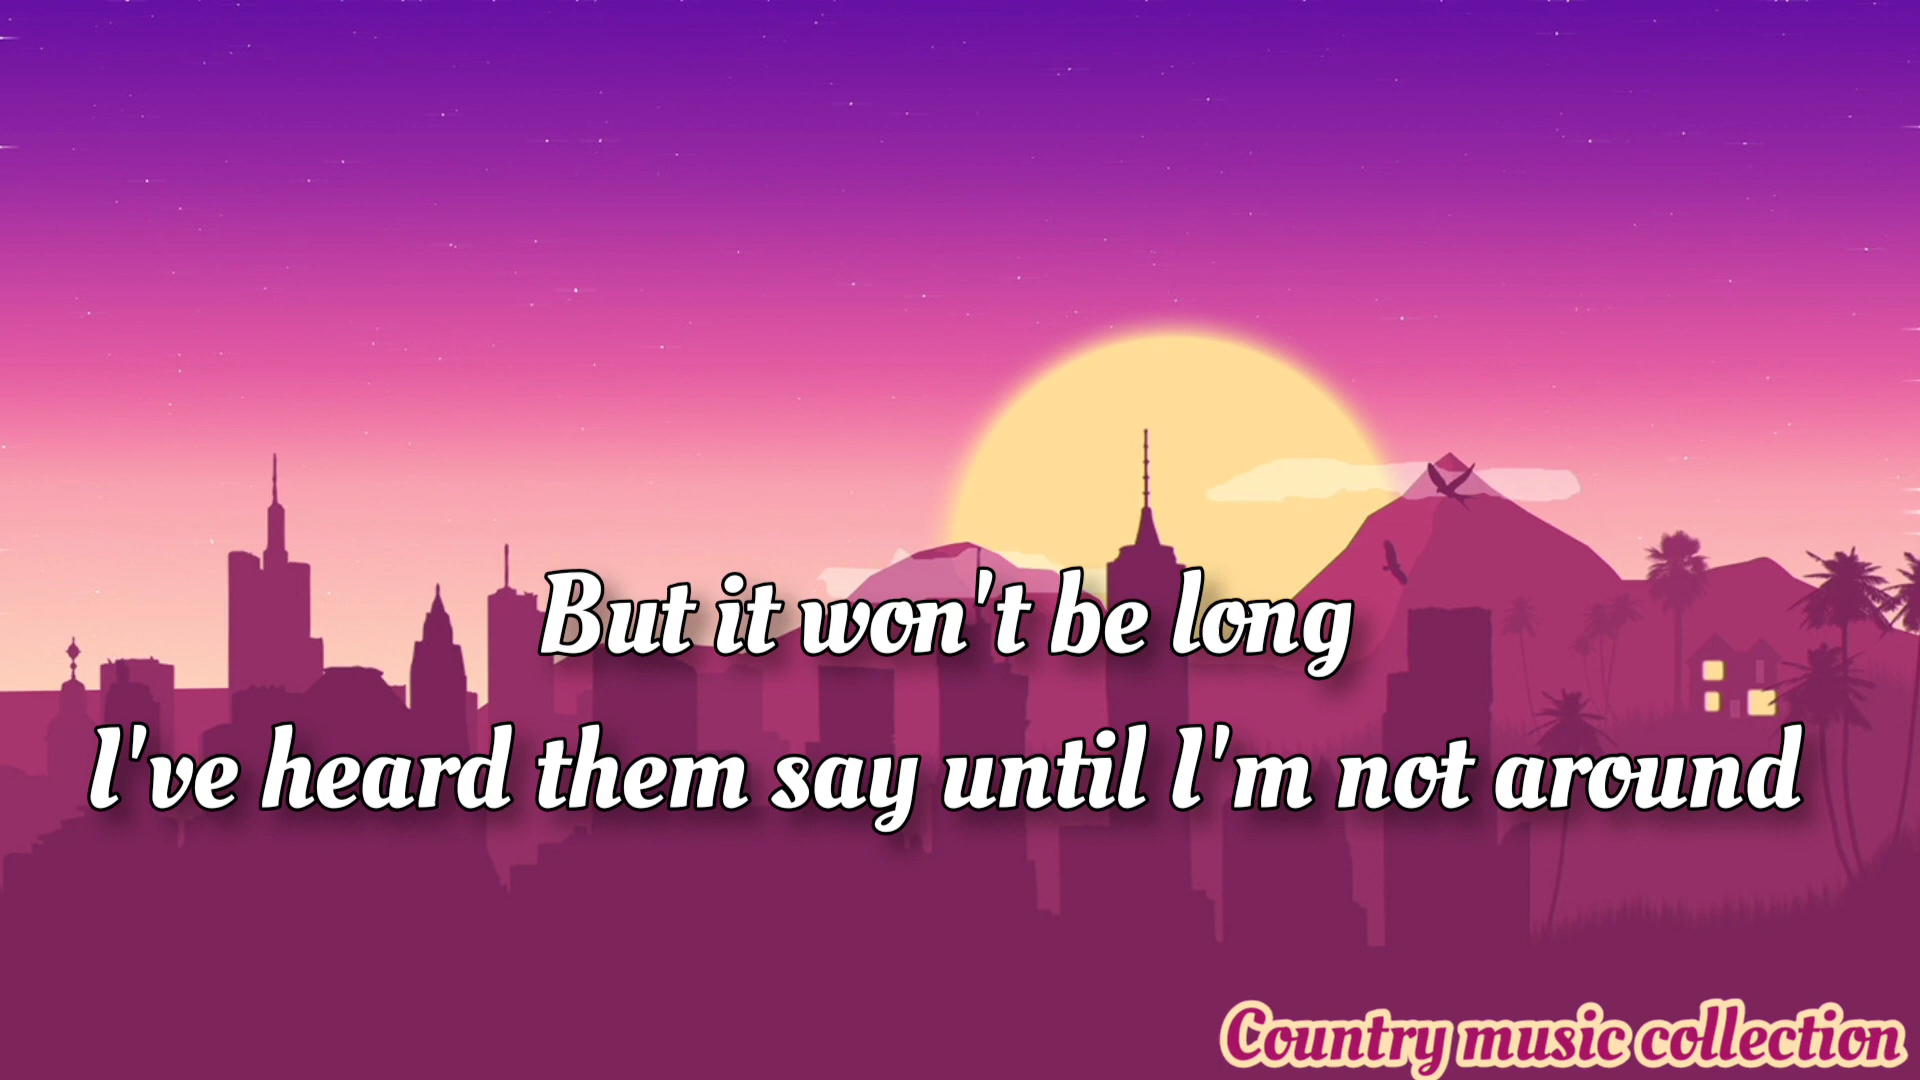 But it won't be long
I've heard them say until I'm not around
Country music collection